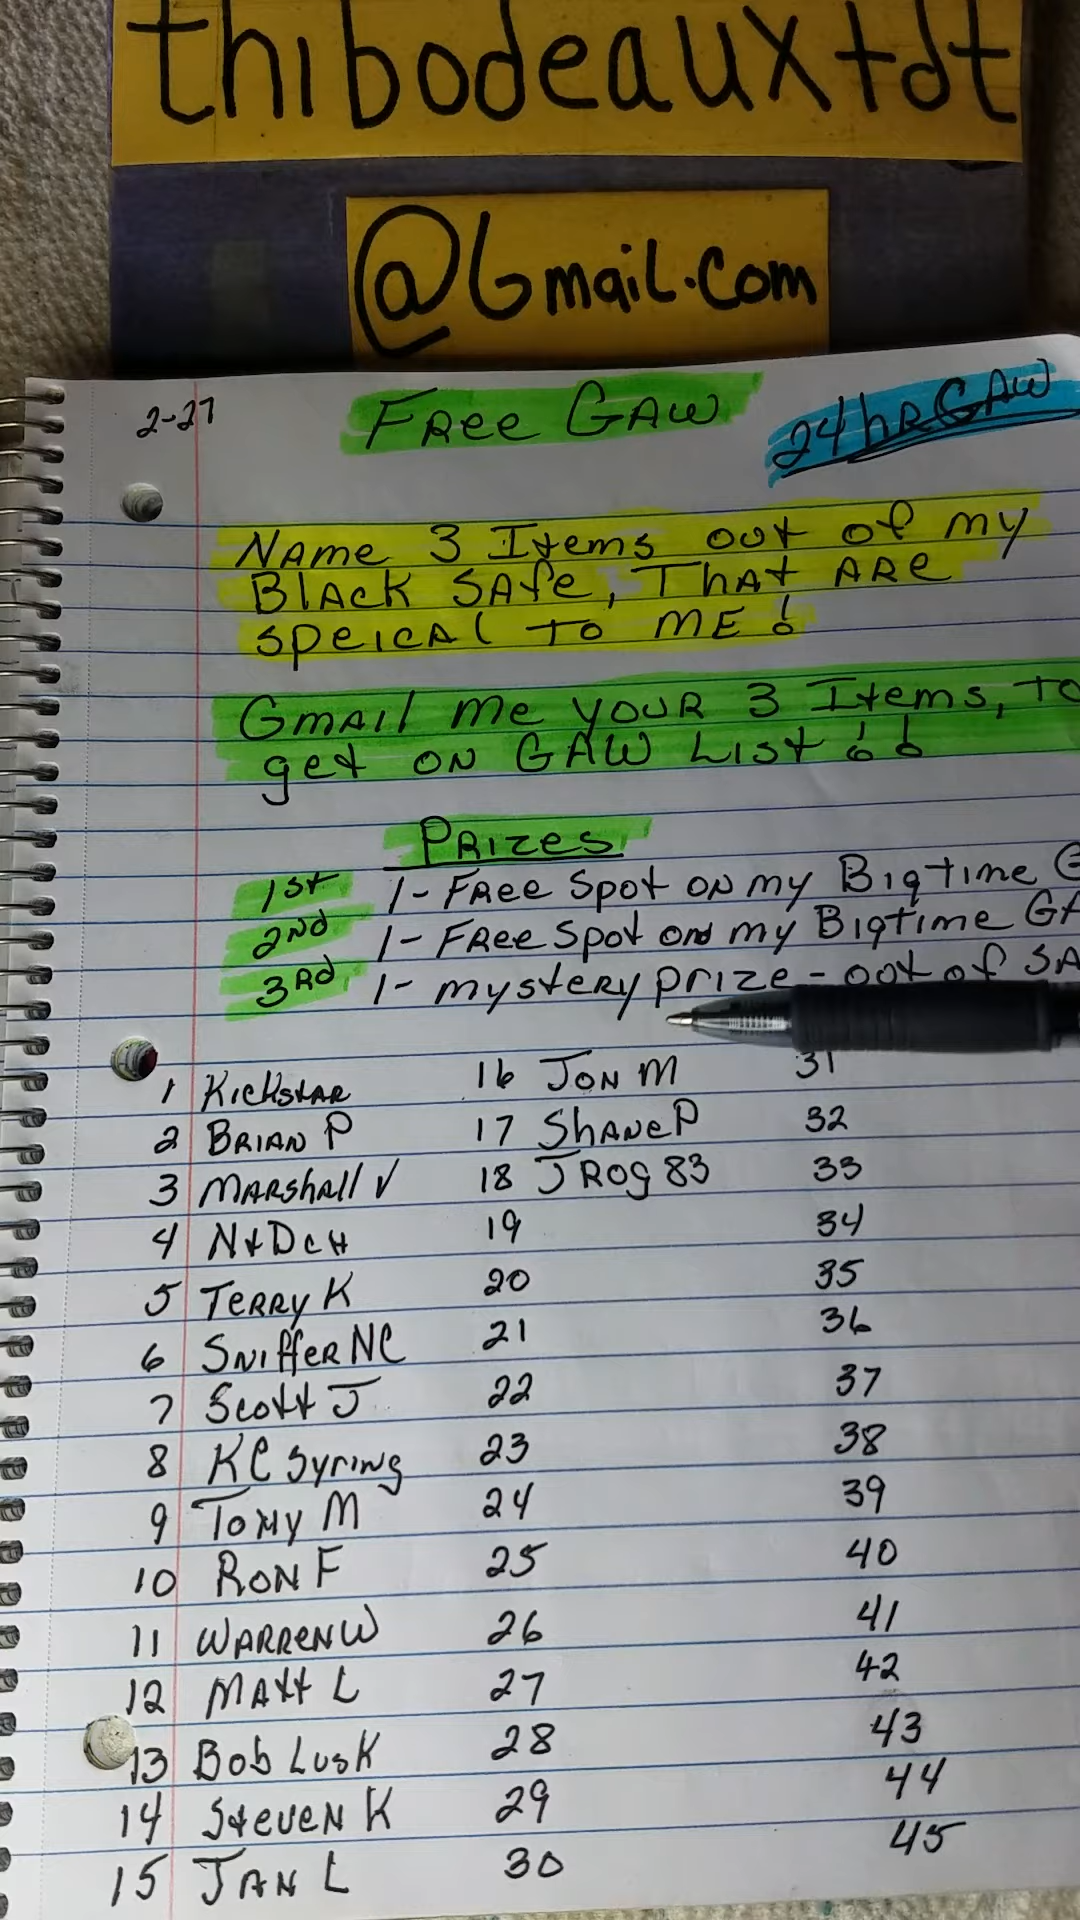 thibodeauxtdt
@Gmail.com
2-27 Free GAW 24hr GAW
Name 3 Items out of my
Black Safe, That are
speical to me!
Gmail me your 3 Items, to
get on GAW List !!
Prizes
1st 1- Free Spot on my Bigtime
2nd 1- Free Spot on my Bigtime GA
3rd 1- mystery prize - out of SA
1 Kickstar 16 Jon M 31
2 Brian P 17 Shane P 32
3 Marshall V 18 JRog83 33
4 N+Dch 19 34
5 Terry K 20 35
6 Sniffer NC 21 36
7 Scott J 22 37
8 KC Syring 23 38
9 Tony M 24 39
10 Ron F 25 40
11 Warren W 26 41
12 Matt L 27 42
13 Bob Lusk 28 43
14 Steven K 29 44
15 Jan L 30 45